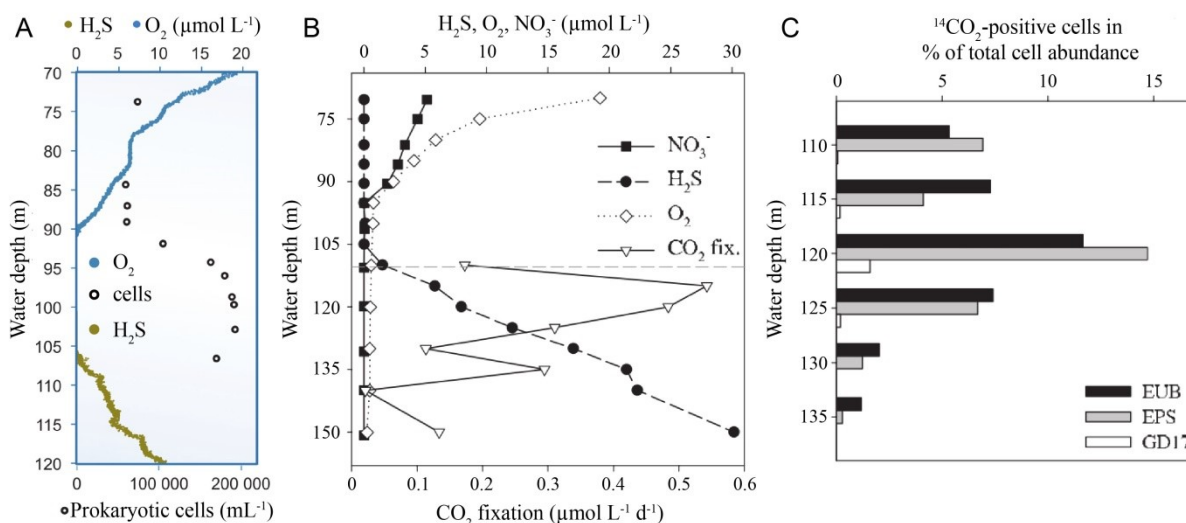 A
H₂S O₂ (µmol L⁻¹)
0 5 10 15 20
Water depth (m)
70
75
80
85
90
95
100
105
110
115
120
O₂
cells
H₂S
100 000 200 000
Prokaryotic cells (mL⁻¹)
B
H₂S, O₂, NO₃⁻ (µmol L⁻¹)
0 5 10 15 20 25 30
Water depth (m)
75
90
105
120
135
150
NO₃⁻
H₂S
O₂
CO₂ fix.
0 0.1 0.2 0.3 0.4 0.5 0.6
CO₂ fixation (µmol L⁻¹ d⁻¹)
C
¹⁴CO₂-positive cells in
% of total cell abundance
0 5 10 15
Water depth (m)
110
115
120
125
130
135
EUB
EPS
GD17